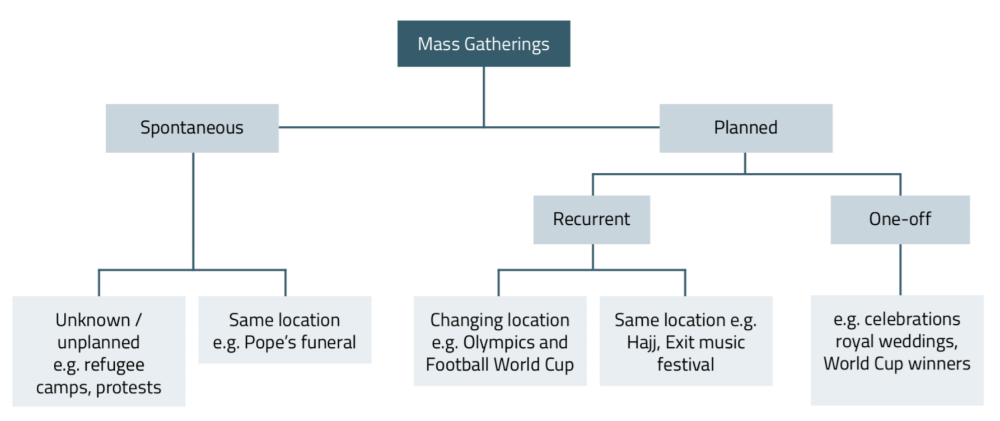 Mass Gatherings
Spontaneous
Planned
Recurrent
One-off
Unknown /
unplanned
e.g. refugee
camps, protests
Same location
e.g. Pope’s funeral
Changing location
e.g. Olympics and
Football World Cup
Same location e.g.
Hajj, Exit music
festival
e.g. celebrations
royal weddings,
World Cup winners